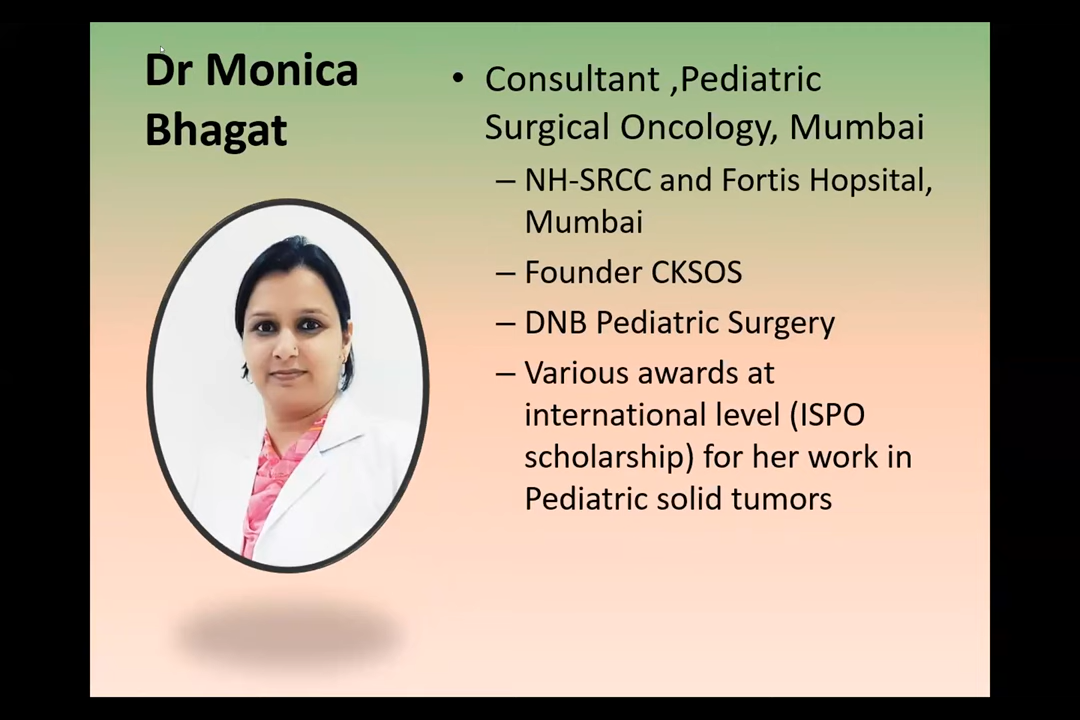 Dr Monica
Bhagat
• Consultant ,Pediatric
Surgical Oncology, Mumbai
– NH-SRCC and Fortis Hopsital,
Mumbai
– Founder CKSOS
– DNB Pediatric Surgery
– Various awards at
international level (ISPO
scholarship) for her work in
Pediatric solid tumors